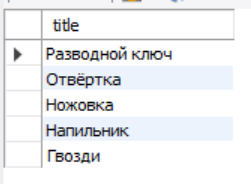 title
Разводной ключ
Отвёртка
Ножовка
Напильник
Гвозди